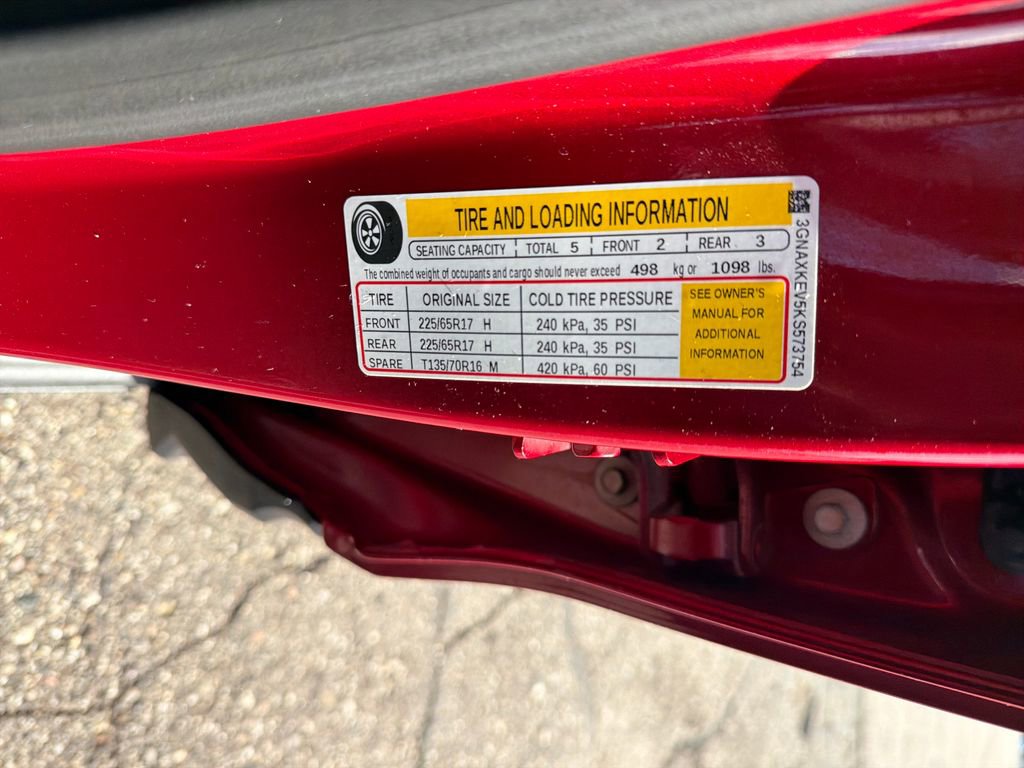 TIRE AND LOADING INFORMATION
SEATING CAPACITY TOTAL 5 FRONT 2 REAR 3
The combined weight of occupants and cargo should never exceed 498 kg or 1098 lbs.
TIRE ORIGINAL SIZE COLD TIRE PRESSURE
FRONT 225/65R17 H 240 kPa, 35 PSI
REAR 225/65R17 H 240 kPa, 35 PSI
SPARE T135/70R16 M 420 kPa, 60 PSI
SEE OWNER'S
MANUAL FOR
ADDITIONAL
INFORMATION
3GNAXKEV5KS573754